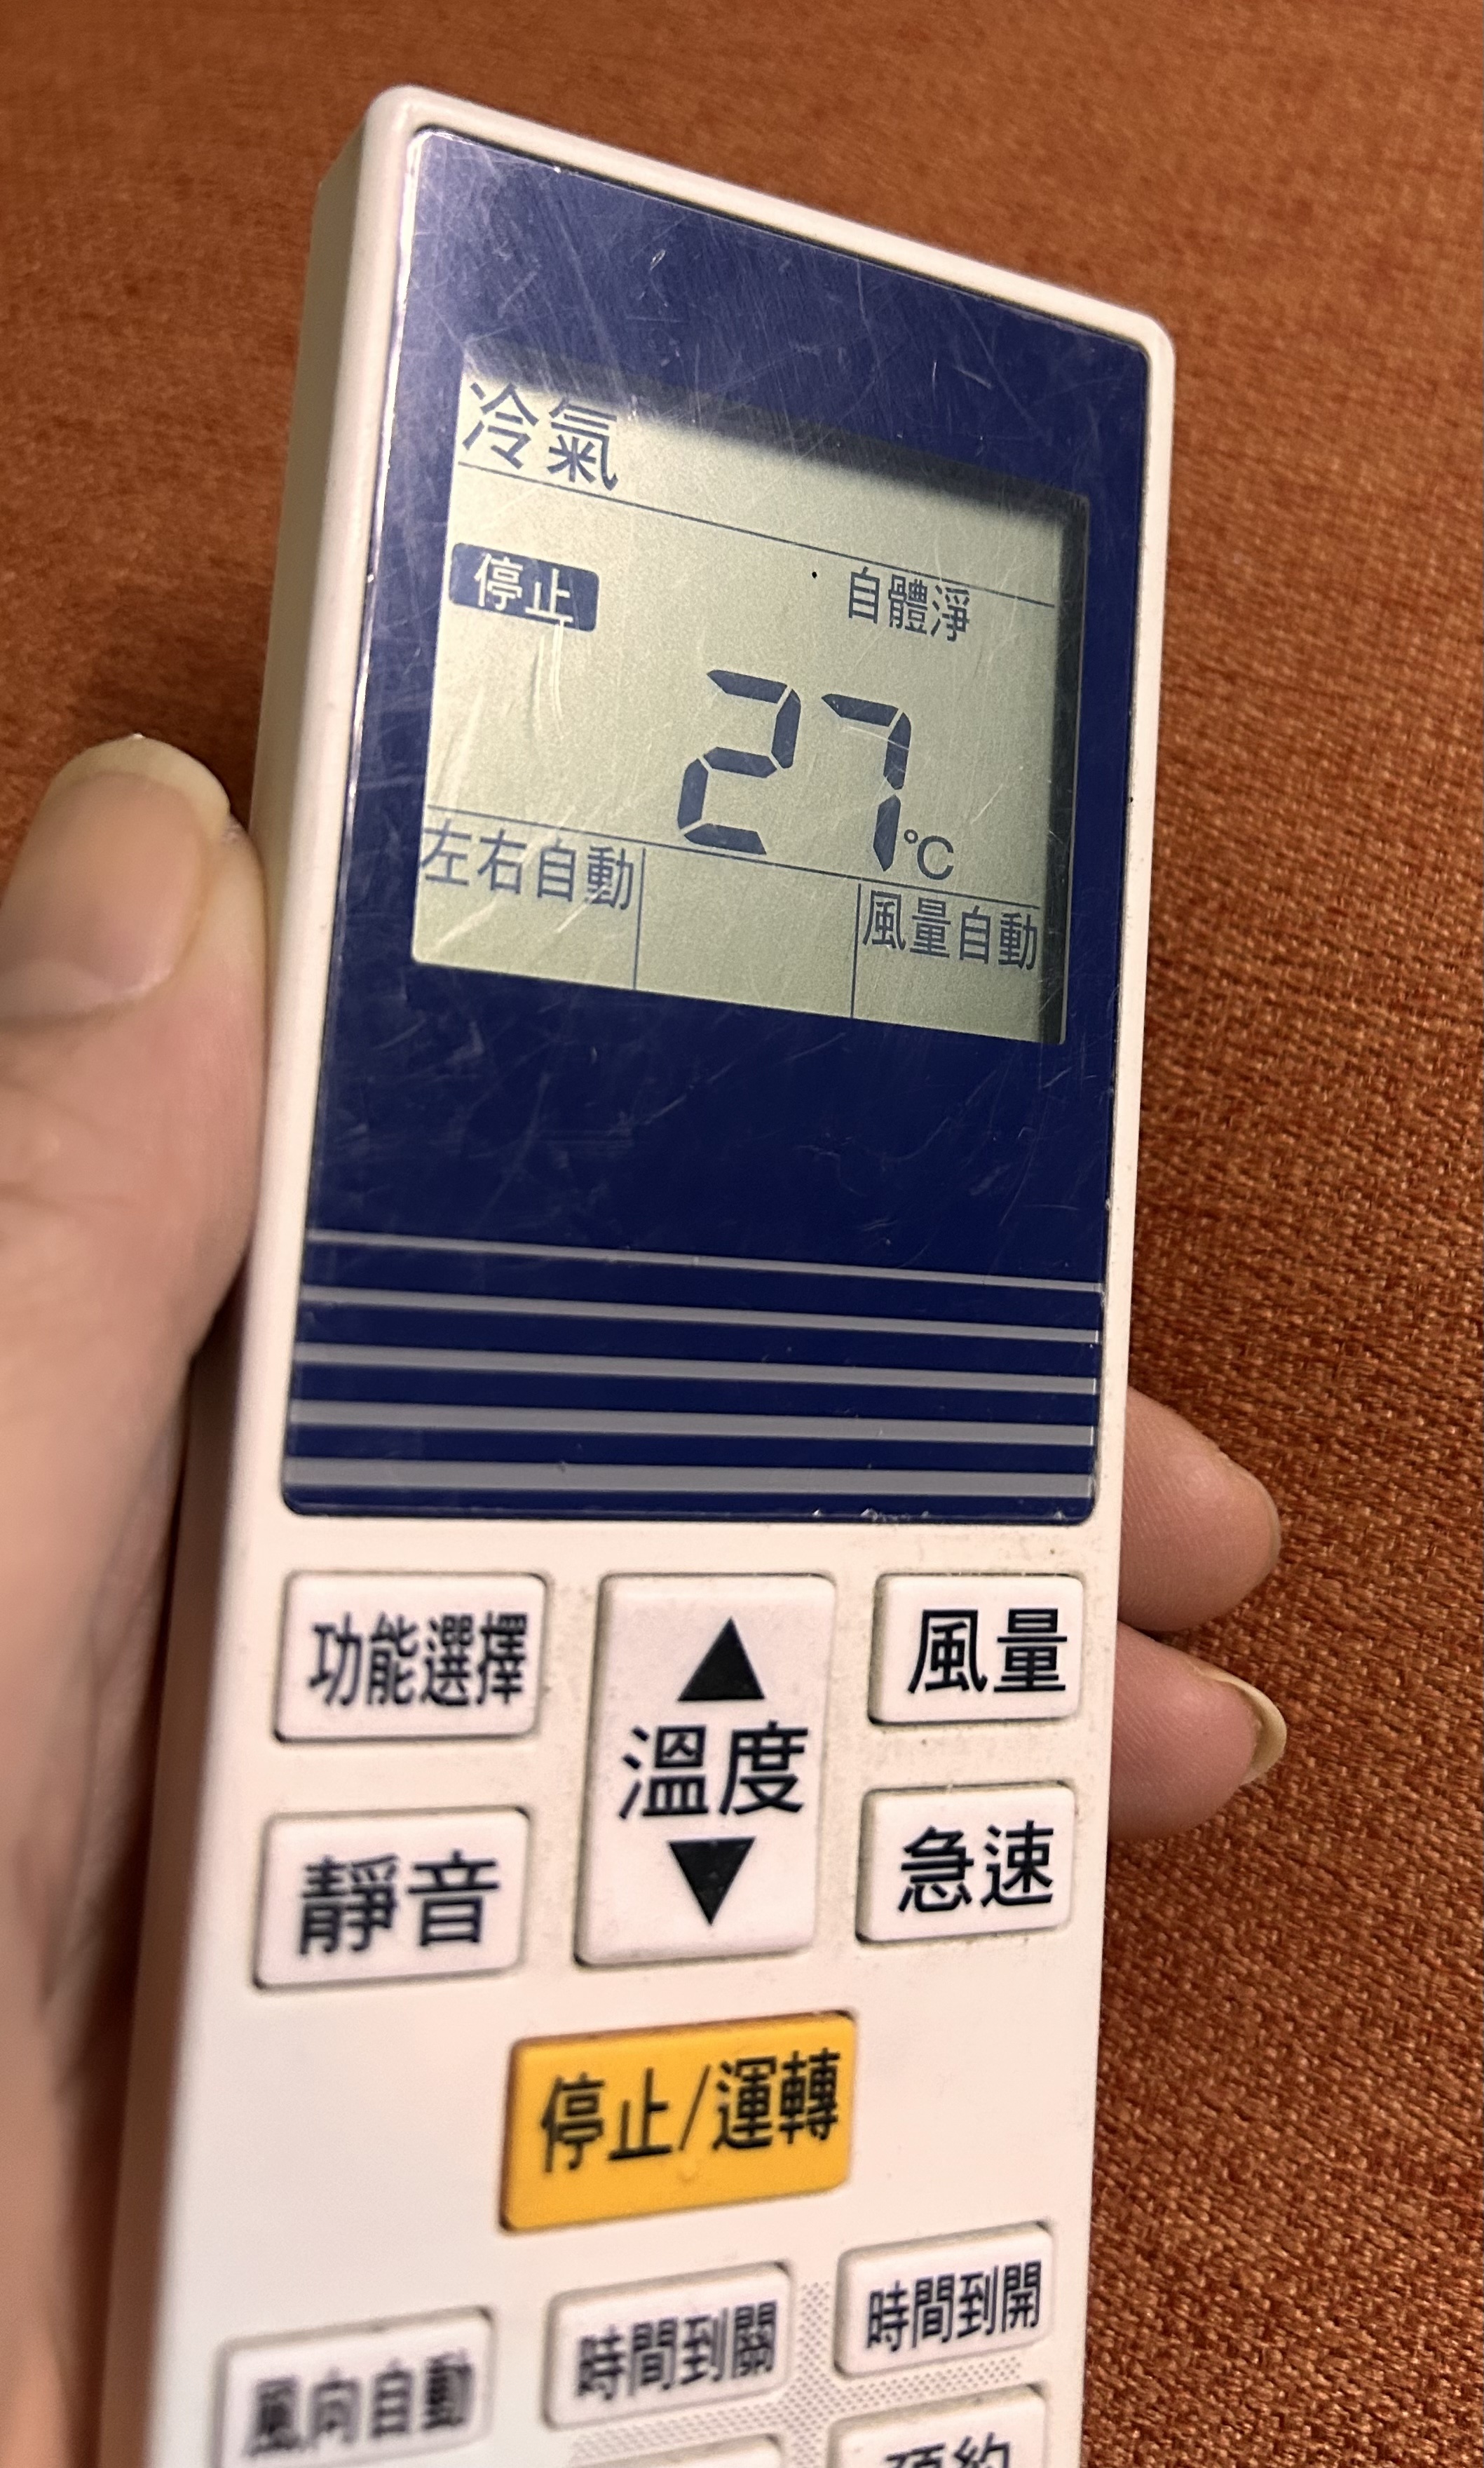 冷氣
停止 自體淨
27°C
左右自動 風量自動
功能選擇 ▲ 風量
溫度
靜音 ▼ 急速
停止/運轉
風向自動 時間到關 時間到開
預約